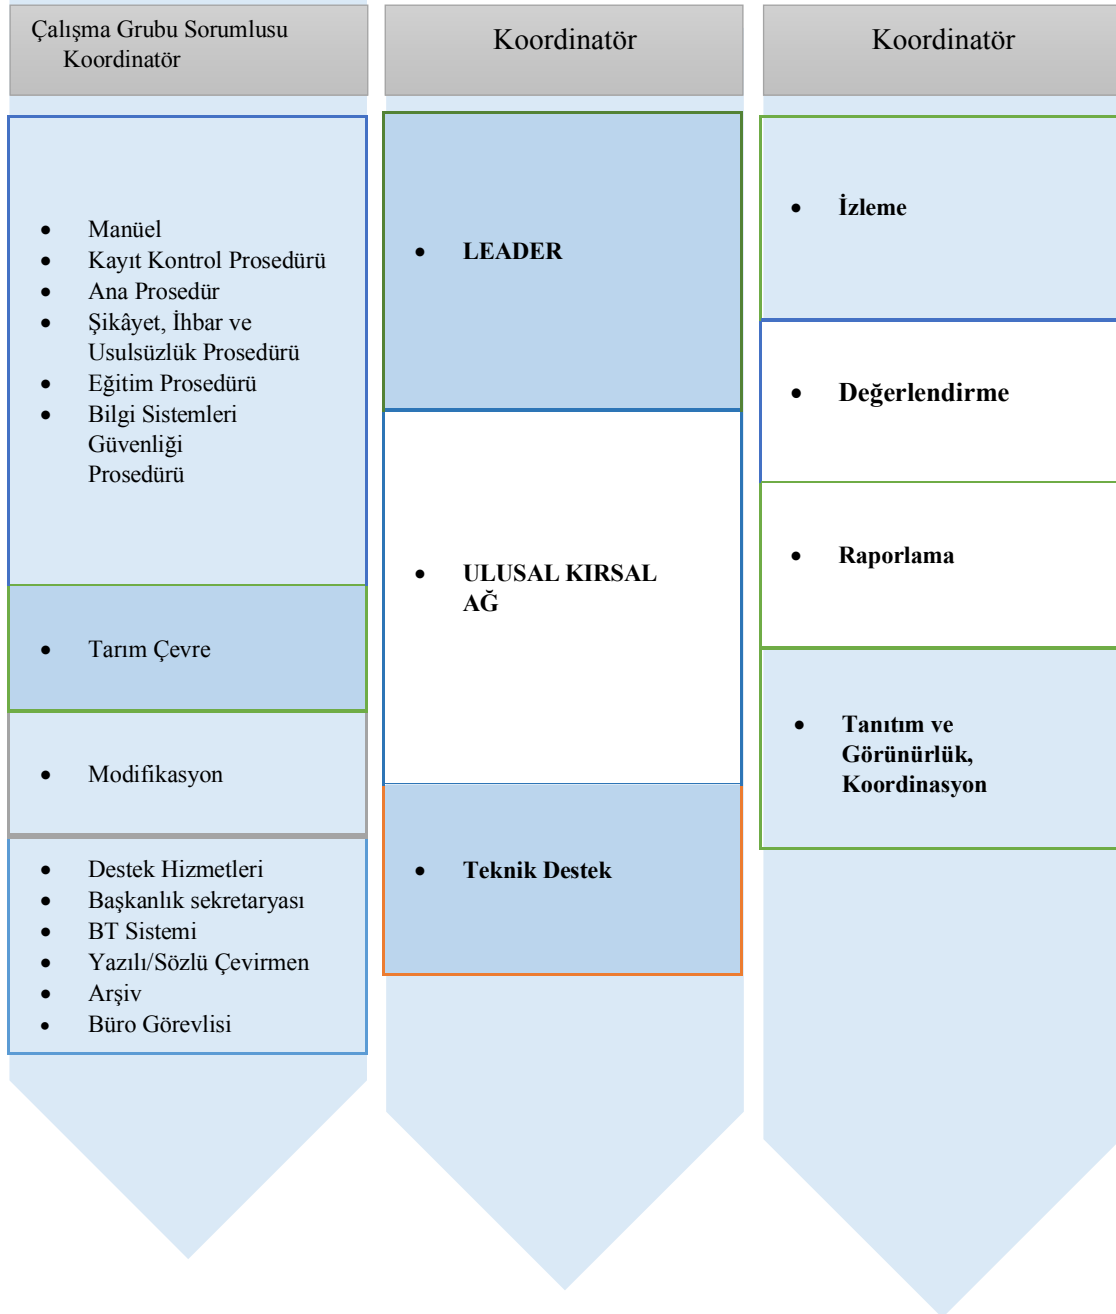 Çalışma Grubu Sorumlusu
Koordinatör
• Manüel
• Kayıt Kontrol Prosedürü
• Ana Prosedür
• Şikâyet, İhbar ve
Usulsüzlük Prosedürü
• Eğitim Prosedürü
• Bilgi Sistemleri
Güvenliği
Prosedürü
• Tarım Çevre
• Modifikasyon
• Destek Hizmetleri
• Başkanlık sekretaryası
• BT Sistemi
• Yazılı/Sözlü Çevirmen
• Arşiv
• Büro Görevlisi
Koordinatör
• LEADER
• ULUSAL KIRSAL
AĞ
• Teknik Destek
Koordinatör
• İzleme
• Değerlendirme
• Raporlama
• Tanıtım ve
Görünürlük,
Koordinasyon